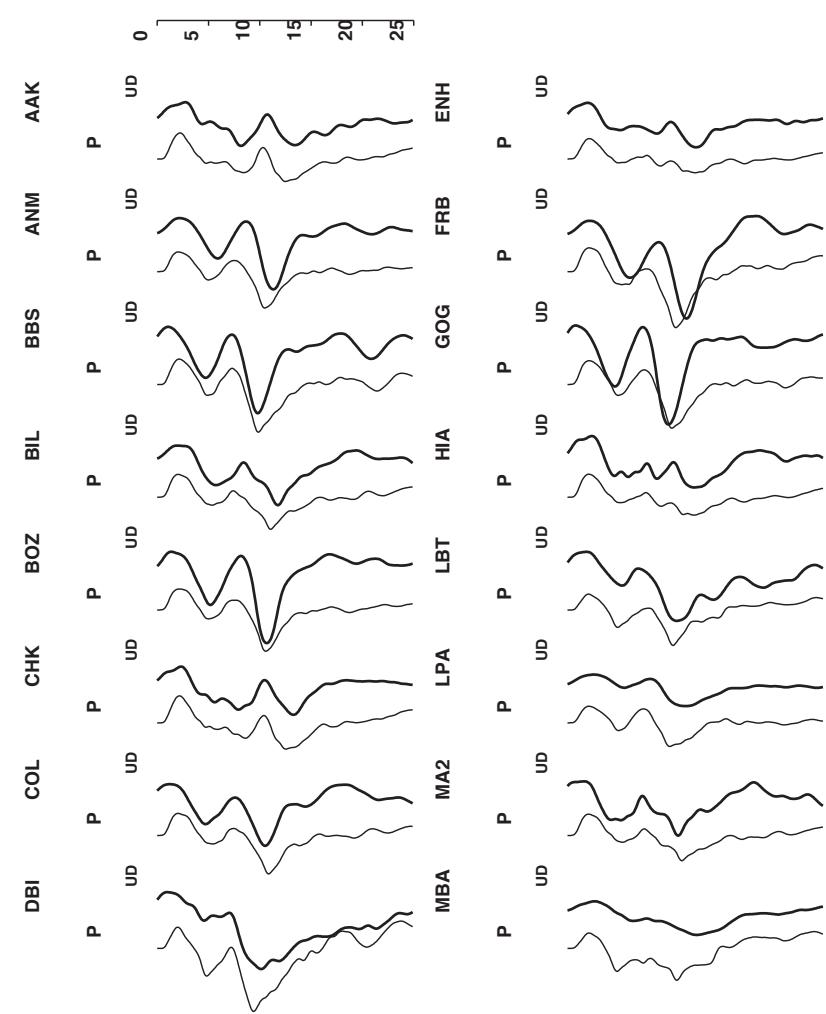 0 5 10 15 20 25
AAK P UD
ENH P UD
ANM P UD
FRB P UD
BBS P UD
GOG P UD
BIL P UD
HIA P UD
BOZ P UD
LBT P UD
CHK P UD
LPA P UD
COL P UD
MA2 P UD
DBI P UD
MBA P UD